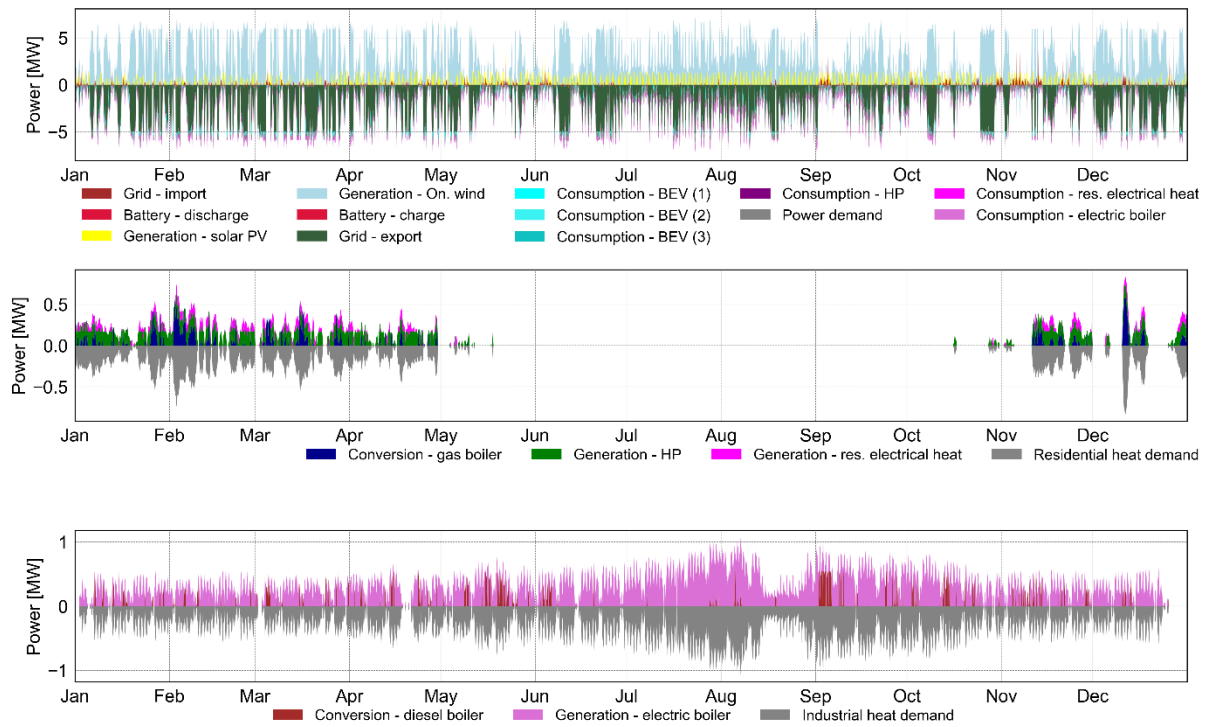 Power [MW]
5
0
−5
Jan Feb Mar Apr May Jun Jul Aug Sep Oct Nov Dec
Grid - import Generation - On. wind Consumption - BEV (1) Consumption - HP Consumption - res. electrical heat
Battery - discharge Battery - charge Consumption - BEV (2) Power demand Consumption - electric boiler
Generation - solar PV Grid - export Consumption - BEV (3)
Power [MW]
0.5
0.0
−0.5
Jan Feb Mar Apr May Jun Jul Aug Sep Oct Nov Dec
Conversion - gas boiler Generation - HP Generation - res. electrical heat Residential heat demand
Power [MW]
1
0
−1
Jan Feb Mar Apr May Jun Jul Aug Sep Oct Nov Dec
Conversion - diesel boiler Generation - electric boiler Industrial heat demand